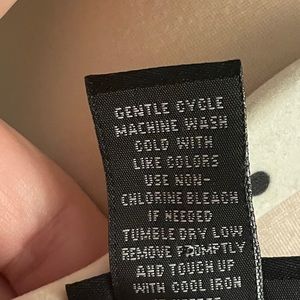 GENTLE CYCLE
MACHINE WASH
COLD WITH
LIKE COLORS
USE NON-
CHLORINE BLEACH
IF NEEDED
TUMBLE DRY LOW
REMOVE PROMPTLY
AND TOUCH UP
WITH COOL IRON